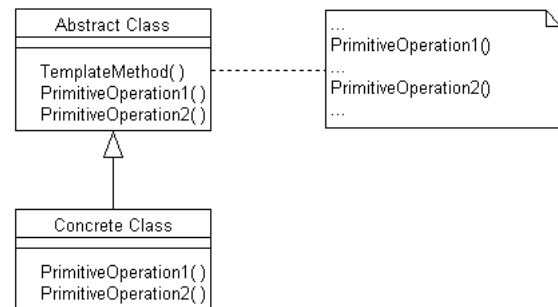 Abstract Class
TemplateMethod( )
PrimitiveOperation1( )
PrimitiveOperation2( )
...
PrimitiveOperation1()
...
PrimitiveOperation2()
...
Concrete Class
PrimitiveOperation1( )
PrimitiveOperation2( )